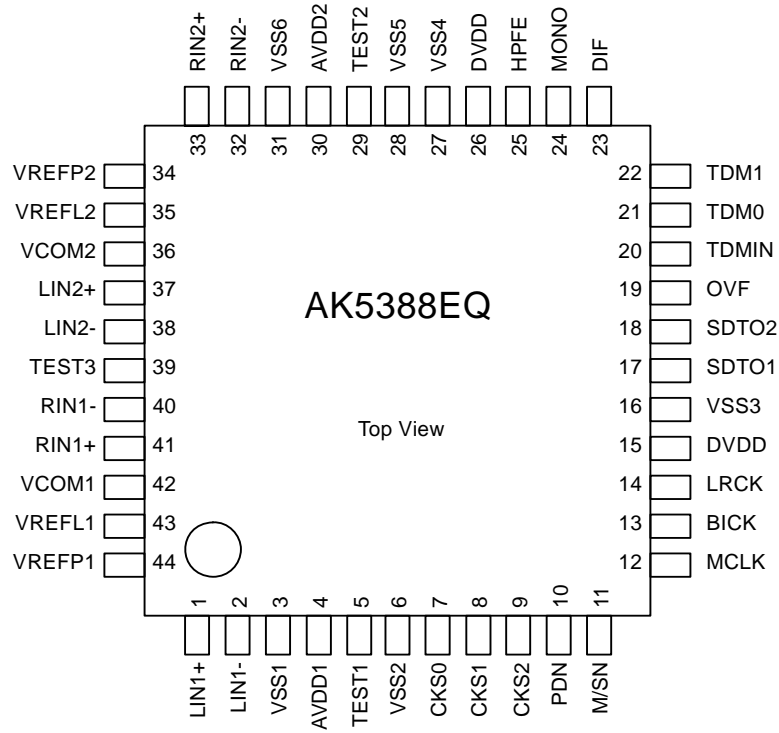 RIN2+ RIN2- VSS6 AVDD2 TEST2 VSS5 VSS4 DVDD HPFE MONO DIF
33 32 31 30 29 28 27 26 25 24 23
VREFP2 34 22 TDM1
VREFL2 35 21 TDM0
VCOM2 36 20 TDMIN
LIN2+ 37 19 OVF
AK5388EQ
LIN2- 38 18 SDTO2
TEST3 39 17 SDTO1
RIN1- 40 16 VSS3
Top View
RIN1+ 41 15 DVDD
VCOM1 42 14 LRCK
VREFL1 43 13 BICK
VREFP1 44 12 MCLK
1 2 3 4 5 6 7 8 9 10 11
LIN1+ LIN1- VSS1 AVDD1 TEST1 VSS2 CKS0 CKS1 CKS2 PDN M/SN